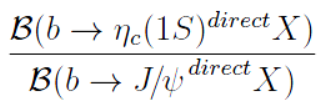 ℬ(b → η_c(1S)^{direct} X)
ℬ(b → J/ψ^{direct} X)